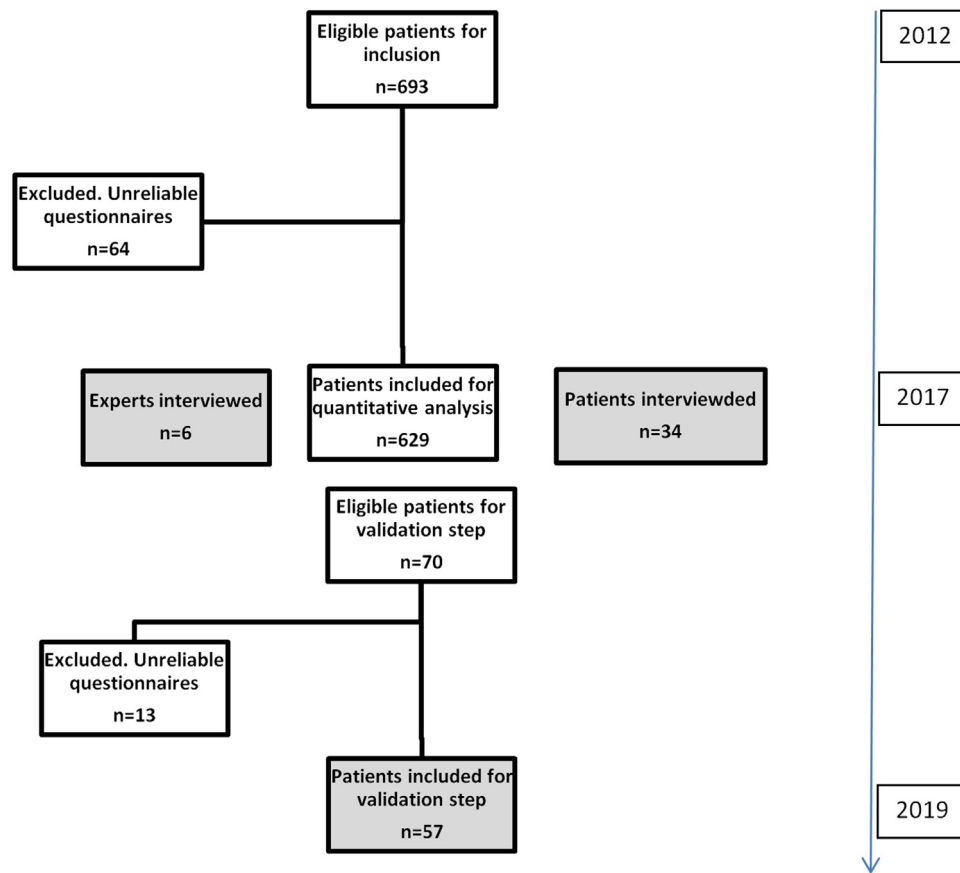 Eligible patients for
inclusion
n=693
2012
Excluded. Unreliable
questionnaires
n=64
Experts interviewed
n=6
Patients included for
quantitative analysis
n=629
Patients interviewded
n=34
2017
Eligible patients for
validation step
n=70
Excluded. Unreliable
questionnaires
n=13
Patients included for
validation step
n=57
2019